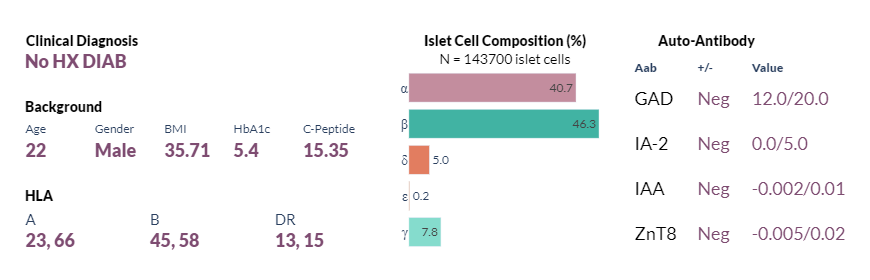 Clinical Diagnosis
No HX DIAB
Background
Age Gender BMI HbA1c C-Peptide
22 Male 35.71 5.4 15.35
HLA
A B DR
23, 66 45, 58 13, 15
Islet Cell Composition (%)
N = 143700 islet cells
α 40.7
β 46.3
δ 5.0
ε 0.2
γ 7.8
Auto-Antibody
Aab +/- Value
GAD Neg 12.0/20.0
IA-2 Neg 0.0/5.0
IAA Neg -0.002/0.01
ZnT8 Neg -0.005/0.02